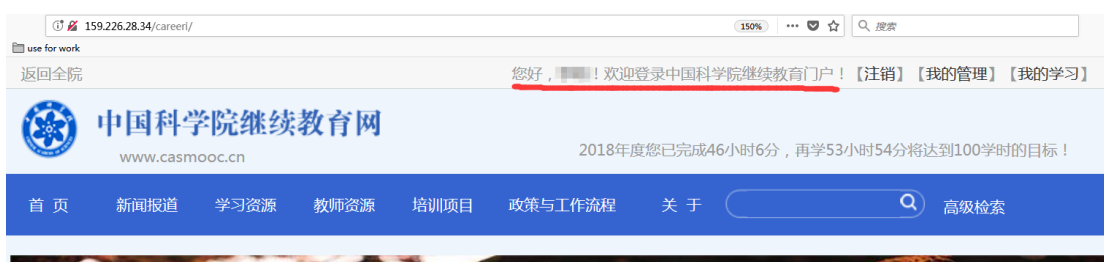 159.226.28.34/careeri/ 150% ... 搜索
use for work
返回全院 您好，！欢迎登录中国科学院继续教育门户！【注销】【我的管理】【我的学习】
中国科学院继续教育网
www.casmooc.cn 2018年度您已完成46小时6分，再学53小时54分将达到100学时的目标！
首 页 新闻报道 学习资源 教师资源 培训项目 政策与工作流程 关 于 高级检索